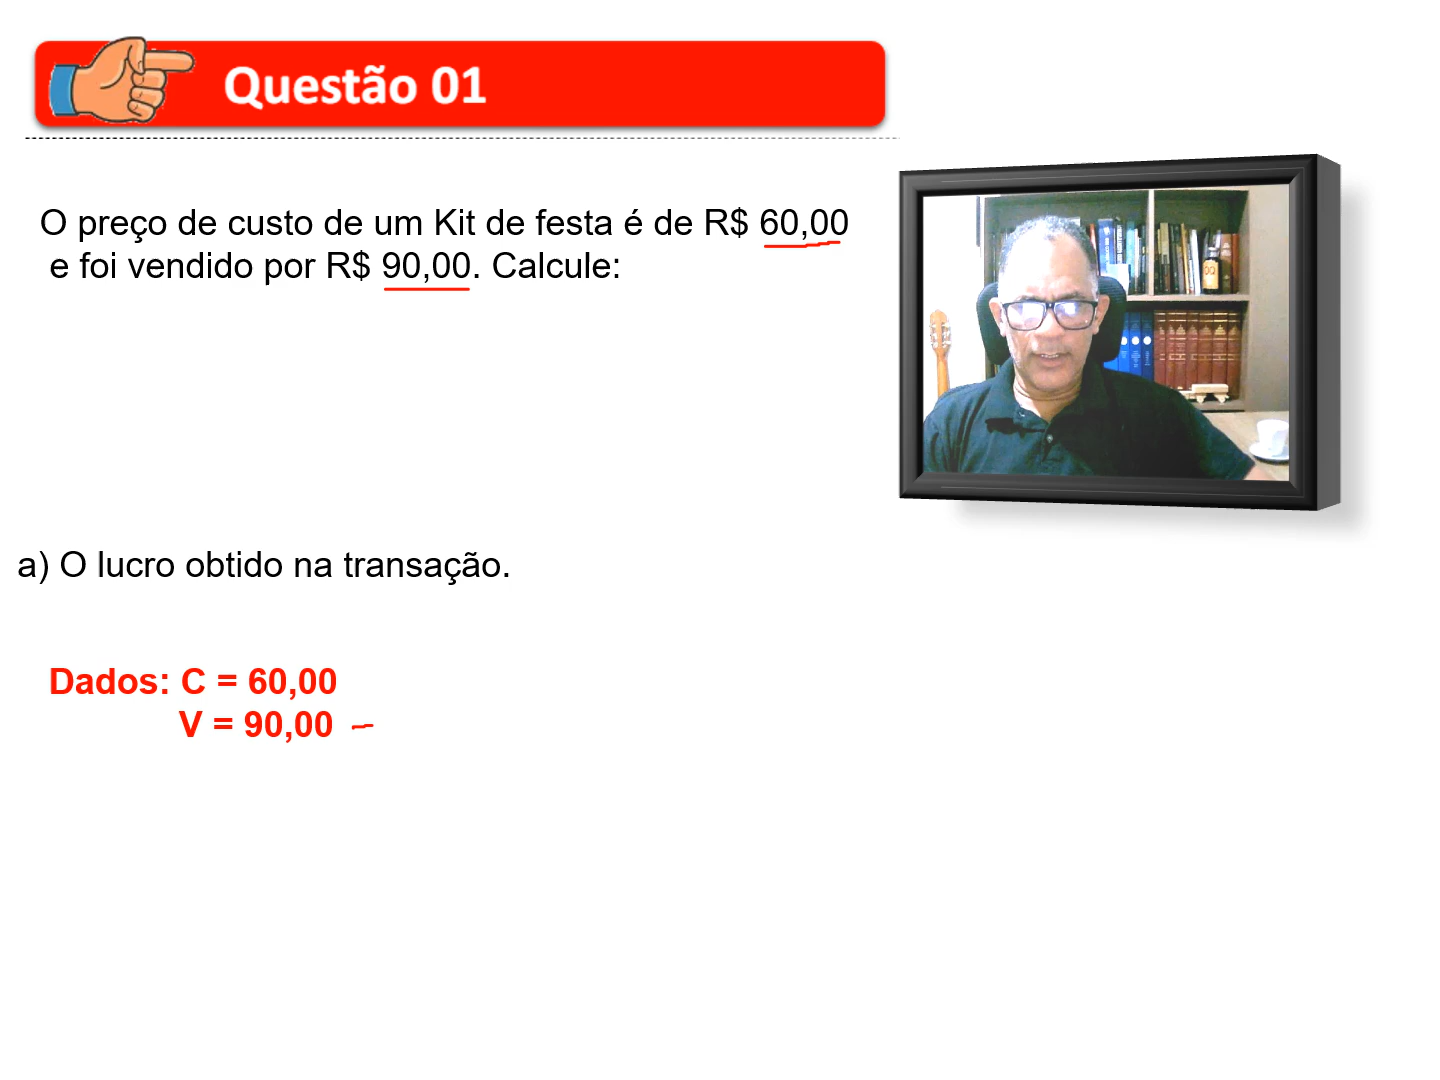 Questão 01
O preço de custo de um Kit de festa é de R$ 60,00
e foi vendido por R$ 90,00. Calcule:
a) O lucro obtido na transação.
Dados: C = 60,00
V = 90,00